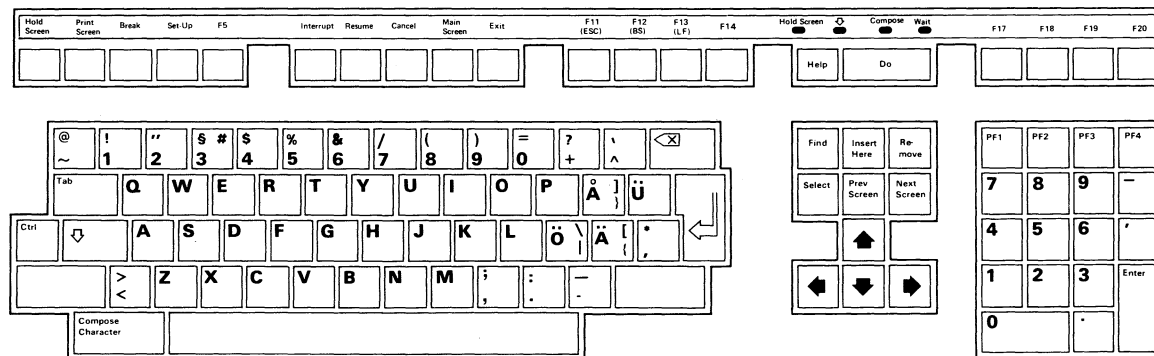 Hold Screen Print Screen Break Set-Up F5 Interrupt Resume Cancel Main Screen Exit F11 (ESC) F12 (BS) F13 (LF) F14 Hold Screen Compose Wait F17 F18 F19 F20
Help Do
@ ~ ! 1 " 2 § # 3 $ 4 % 5 & 6 / 7 ( 8 ) 9 = 0 ? + ` ^
Find Insert Here Re-move
PF1 PF2 PF3 PF4
Tab Q W E R T Y U I O P Å ] } Ü
Select Prev Screen Next Screen
7 8 9 –
Ctrl A S D F G H J K L Ö \ | Ä [ { * ,
4 5 6 ,
> < Z X C V B N M ; , : . — -
1 2 3 Enter
Compose Character
0 .